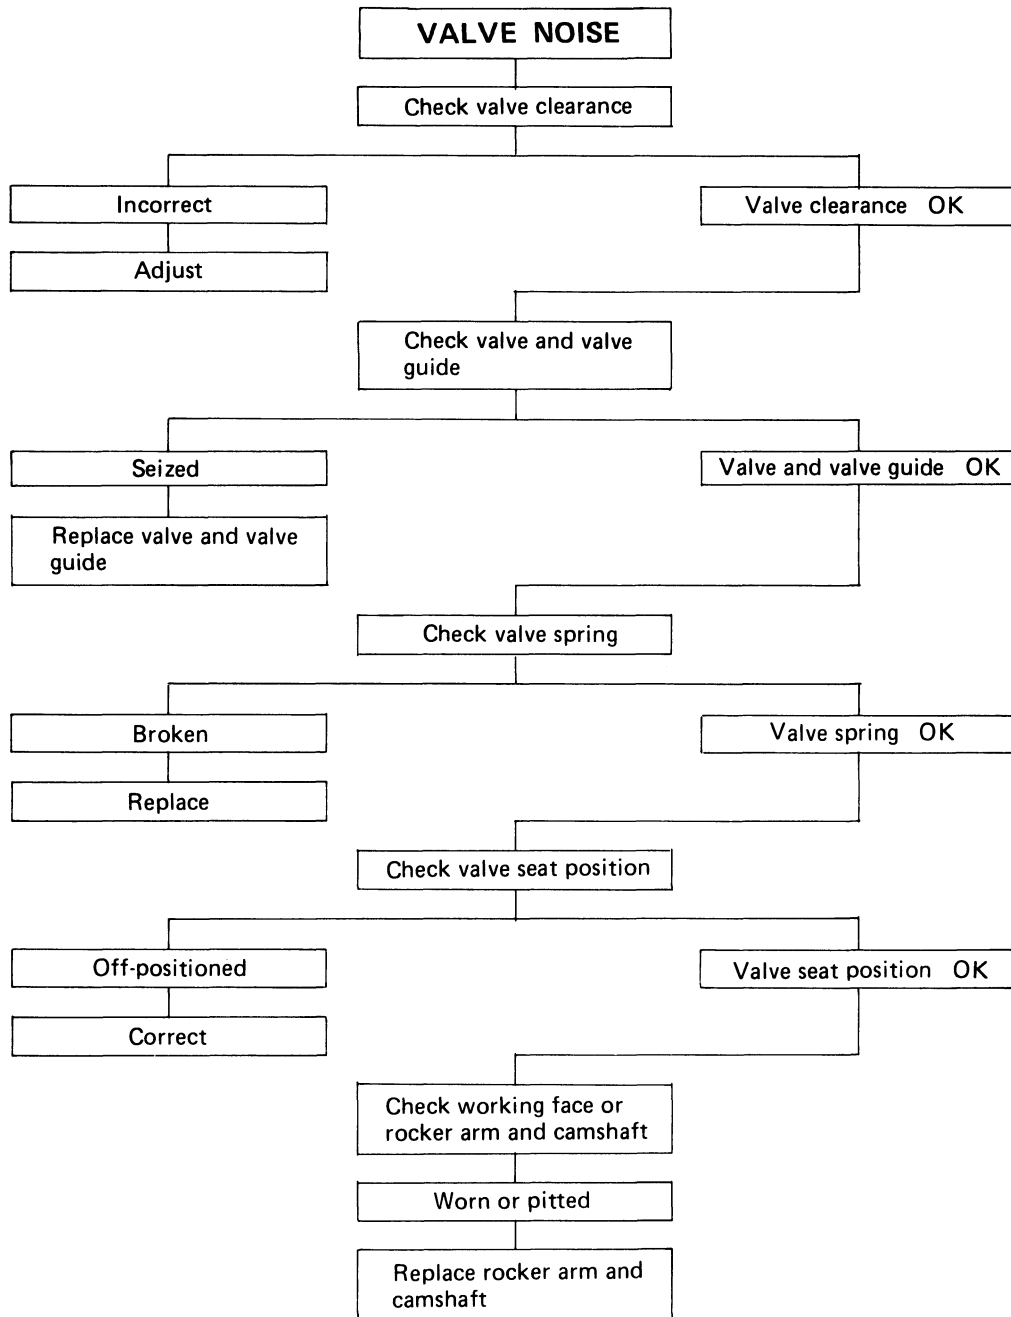 VALVE NOISE
Check valve clearance
Incorrect
Valve clearance OK
Adjust
Check valve and valve
guide
Seized
Valve and valve guide OK
Replace valve and valve
guide
Check valve spring
Broken
Valve spring OK
Replace
Check valve seat position
Off-positioned
Valve seat position OK
Correct
Check working face or
rocker arm and camshaft
Worn or pitted
Replace rocker arm and
camshaft